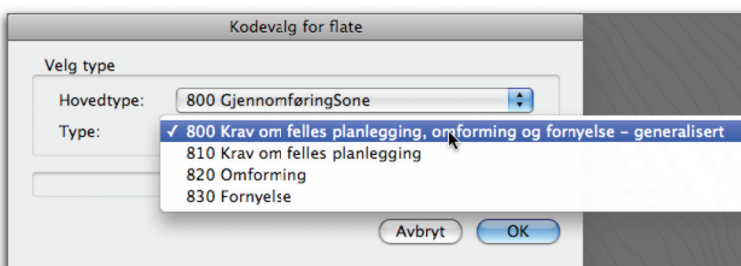 Kodevalg for flate
Velg type
Hovedtype: 800 GjennomføringSone
Type: ✓ 800 Krav om felles planlegging, omforming og fornyelse – generalisert
810 Krav om felles planlegging
820 Omforming
830 Fornyelse
Avbryt OK